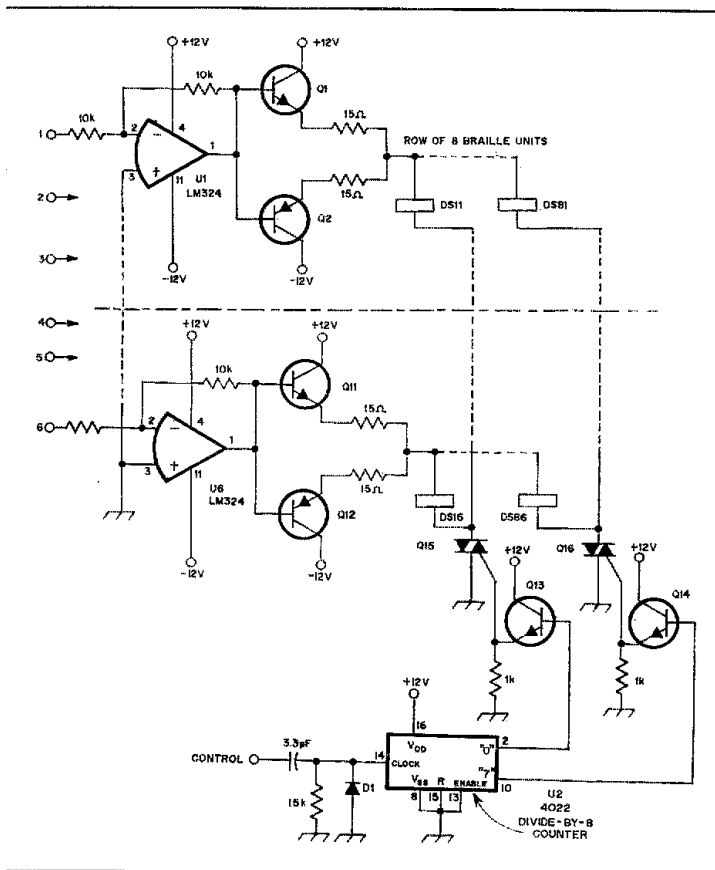 +12V
+12V
10k
Q1
10k
15Ω
ROW OF 8 BRAILLE UNITS
1
2
4
-
1
3
+
U1
11
LM324
15Ω
DS11
DS81
2
Q2
3
-12V
-12V
4
+12V
+12V
5
10k
Q11
6
2
4
-
15Ω
1
3
+
11
U6
LM324
15Ω
DS16
DS86
Q12
Q15
+12V
Q16
+12V
-12V
-12V
Q13
Q14
1k
1k
+12V
16
3.3pF
VDD
"0"
2
CONTROL
14
CLOCK
"7"
D1
VSS
R
ENABLE
10
15k
8
15
13
U2
4022
DIVIDE-BY-8
COUNTER